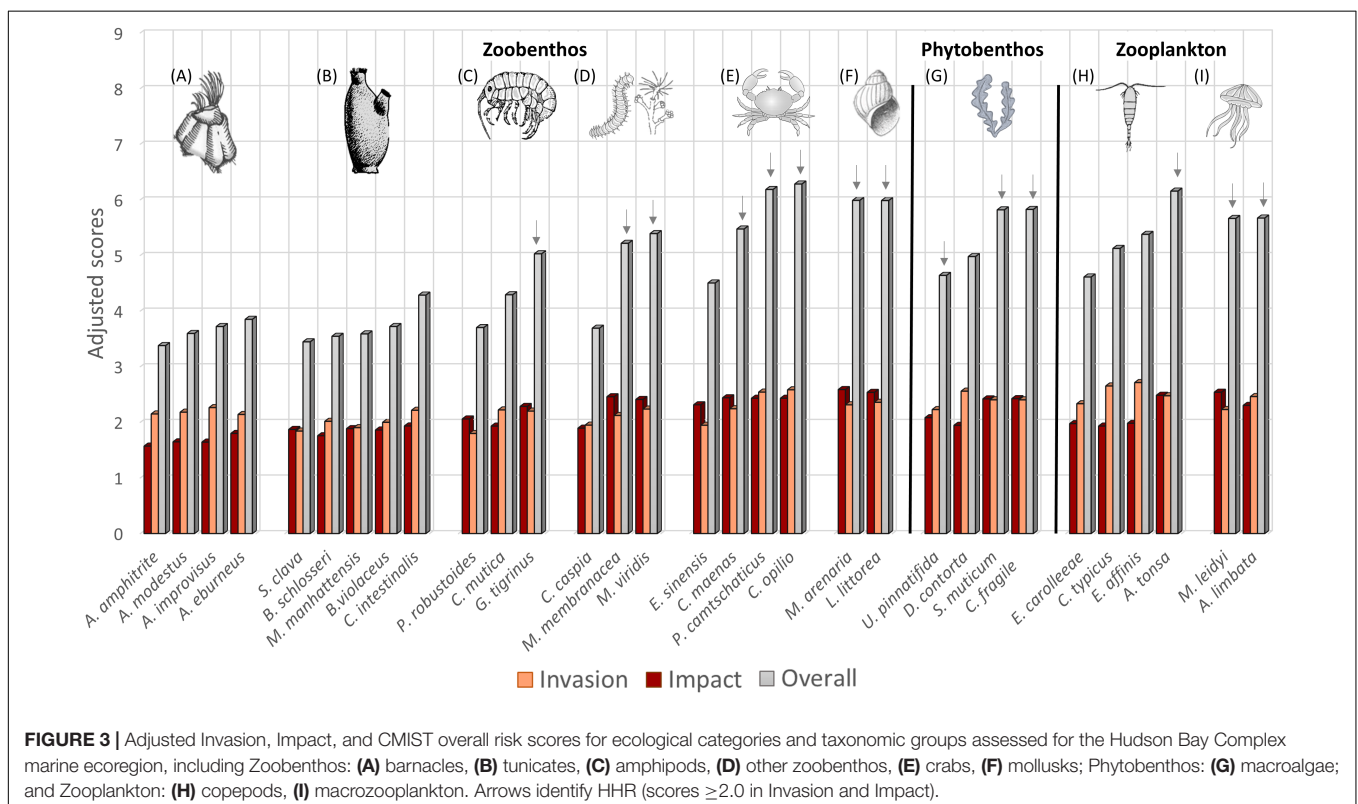 Zoobenthos
Phytobenthos
Zooplankton
(A)
(B)
(C)
(D)
(E)
(F)
(G)
(H)
(I)
Adjusted scores
9
8
7
6
5
4
3
2
1
0
A. amphitrite
A. modestus
A. improvisus
A. eburneus
S. clava
B. schlosseri
M. manhattensis
B. violaceus
C. intestinalis
P. robustoides
C. mutica
G. tigrinus
C. caspia
M. membranacea
M. viridis
E. sinensis
C. maenas
P. camtschaticus
C. opilio
M. arenaria
L. littorea
U. pinnatifida
D. contorta
S. muticum
C. fragile
E. carolleeae
C. typicus
E. affinis
A. tonsa
M. leidyi
A. limbata
Invasion
Impact
Overall
FIGURE 3 | Adjusted Invasion, Impact, and CMIST overall risk scores for ecological categories and taxonomic groups assessed for the Hudson Bay Complex
marine ecoregion, including Zoobenthos: (A) barnacles, (B) tunicates, (C) amphipods, (D) other zoobenthos, (E) crabs, (F) mollusks; Phytobenthos: (G) macroalgae;
and Zooplankton: (H) copepods, (I) macrozooplankton. Arrows identify HHR (scores ≥2.0 in Invasion and Impact).